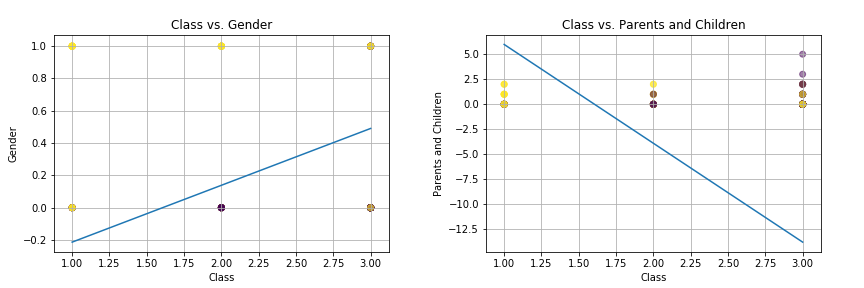 Class vs. Gender
1.0
0.8
0.6
0.4
0.2
0.0
−0.2
Gender
1.00 1.25 1.50 1.75 2.00 2.25 2.50 2.75 3.00
Class
Class vs. Parents and Children
5.0
2.5
0.0
−2.5
−5.0
−7.5
−10.0
−12.5
Parents and Children
1.00 1.25 1.50 1.75 2.00 2.25 2.50 2.75 3.00
Class